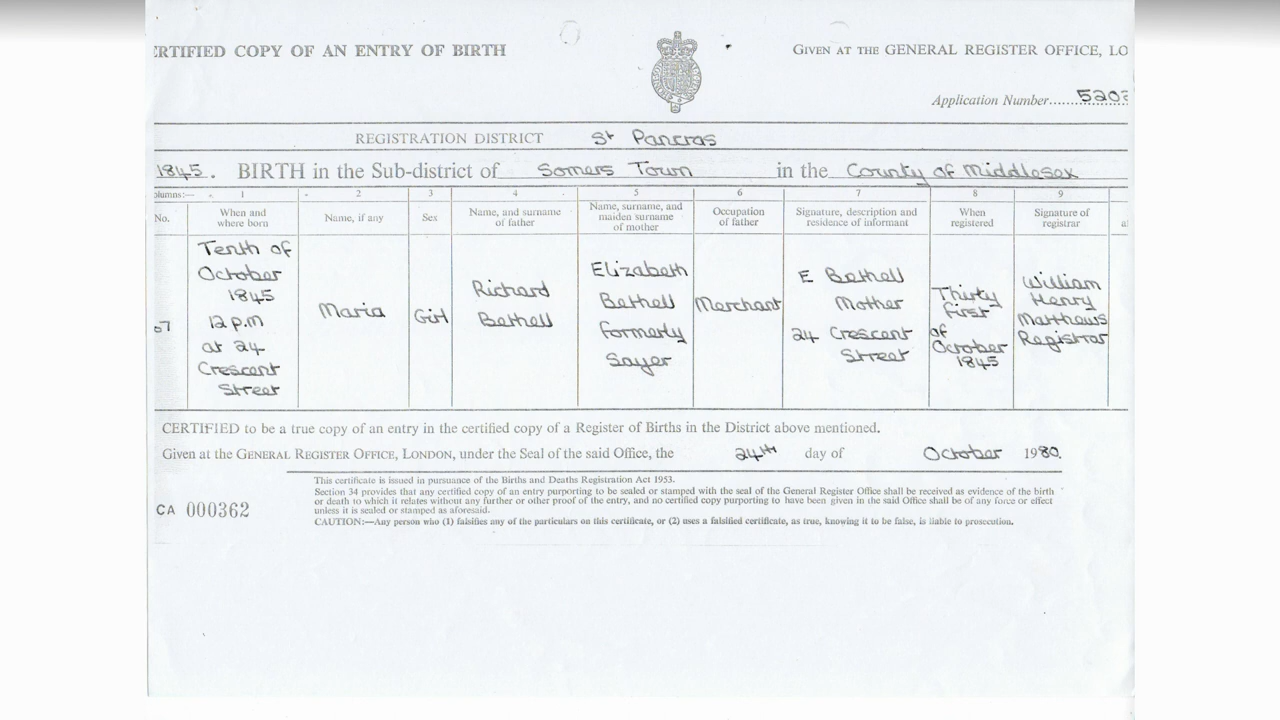 ERTIFIED COPY OF AN ENTRY OF BIRTH
GIVEN AT THE GENERAL REGISTER OFFICE, LO
Application Number......5202
REGISTRATION DISTRICT St Pancras
1845. BIRTH in the Sub-district of Somers Town in the County of Middlesex
olumns:— 1 2 3 4 5 6 7 8 9
No.
When and
where born
Name, if any
Sex
Name, and surname
of father
Name, surname, and
maiden surname
of mother
Occupation
of father
Signature, description and
residence of informant
When
registered
Signature of
registrar
67
Tenth of
October
1845
12 p.m
at 24
Crescent
Street
Maria
Girl
Richard
Bethell
Elizabeth
Bethell
formerly
Sayer
Merchant
E Bethell
Mother
24 Crescent
Street
Thirty
first
of
October
1845
William
Henry
Matthews
Registrar
CERTIFIED to be a true copy of an entry in the certified copy of a Register of Births in the District above mentioned.
Given at the GENERAL REGISTER OFFICE, LONDON, under the Seal of the said Office, the 24th day of October 1980.
This certificate is issued in pursuance of the Births and Deaths Registration Act 1953.
Section 34 provides that any certified copy of an entry purporting to be sealed or stamped with the seal of the General Register Office shall be received as evidence of the birth
or death to which it relates without any further or other proof of the entry, and no certified copy purporting to have been given in the said Office shall be of any force or effect
unless it is sealed or stamped as aforesaid.
CAUTION:—Any person who (1) falsifies any of the particulars on this certificate, or (2) uses a falsified certificate, as true, knowing it to be false, is liable to prosecution.
CA 000362